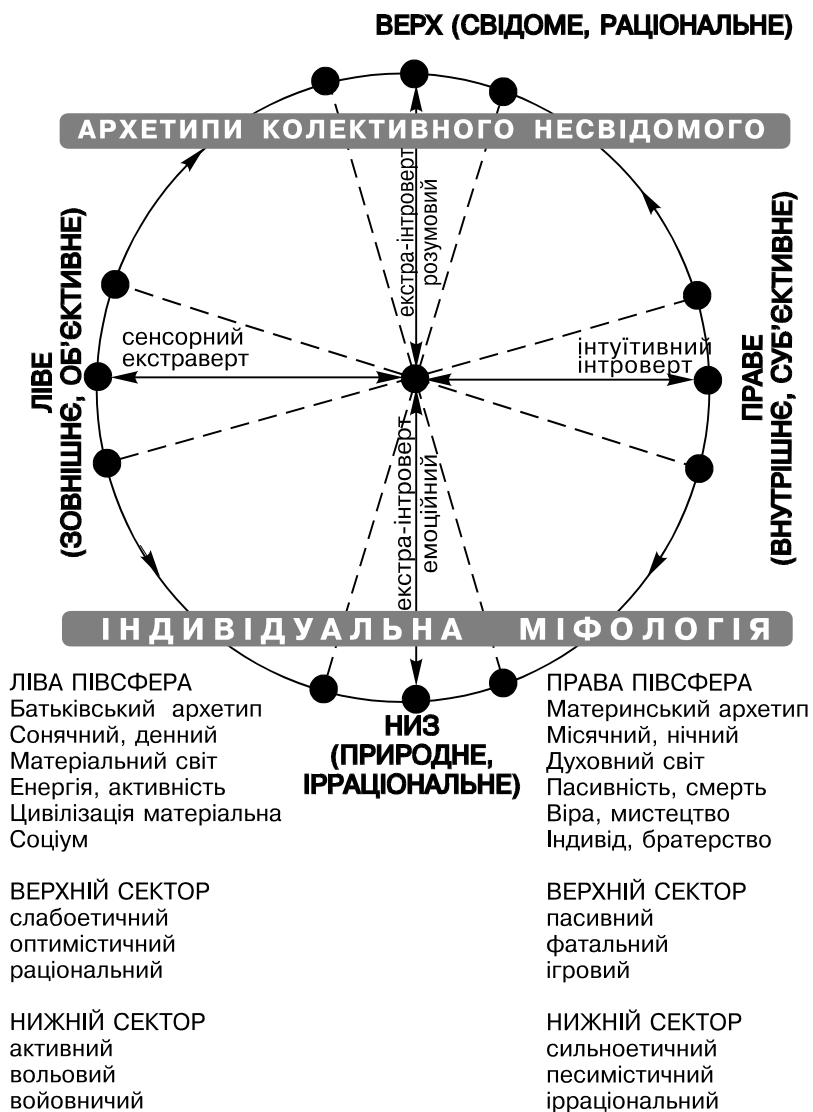 ВЕРХ (СВІДОМЕ, РАЦІОНАЛЬНЕ)
АРХЕТИПИ КОЛЕКТИВНОГО НЕСВІДОМОГО
екстра-інтроверт
розумовий
ЛІВЕ
(ЗОВНІШНЄ, ОБ'ЄКТИВНЕ)
сенсорний
екстраверт
інтуїтивний
інтроверт
ПРАВЕ
(ВНУТРІШНЄ, СУБ'ЄКТИВНЕ)
екстра-інтроверт
емоційний
ІНДИВІДУАЛЬНА МІФОЛОГІЯ
НИЗ
(ПРИРОДНЕ,
ІРРАЦІОНАЛЬНЕ)
ЛІВА ПІВСФЕРА
Батьківський архетип
Сонячний, денний
Матеріальний світ
Енергія, активність
Цивілізація матеріальна
Соціум
ВЕРХНІЙ СЕКТОР
слабоетичний
оптимістичний
раціональний
НИЖНІЙ СЕКТОР
активний
вольовий
войовничий
ПРАВА ПІВСФЕРА
Материнський архетип
Місячний, нічний
Духовний світ
Пасивність, смерть
Віра, мистецтво
Індивід, братерство
ВЕРХНІЙ СЕКТОР
пасивний
фатальний
ігровий
НИЖНІЙ СЕКТОР
сильноетичний
песимістичний
ірраціональний